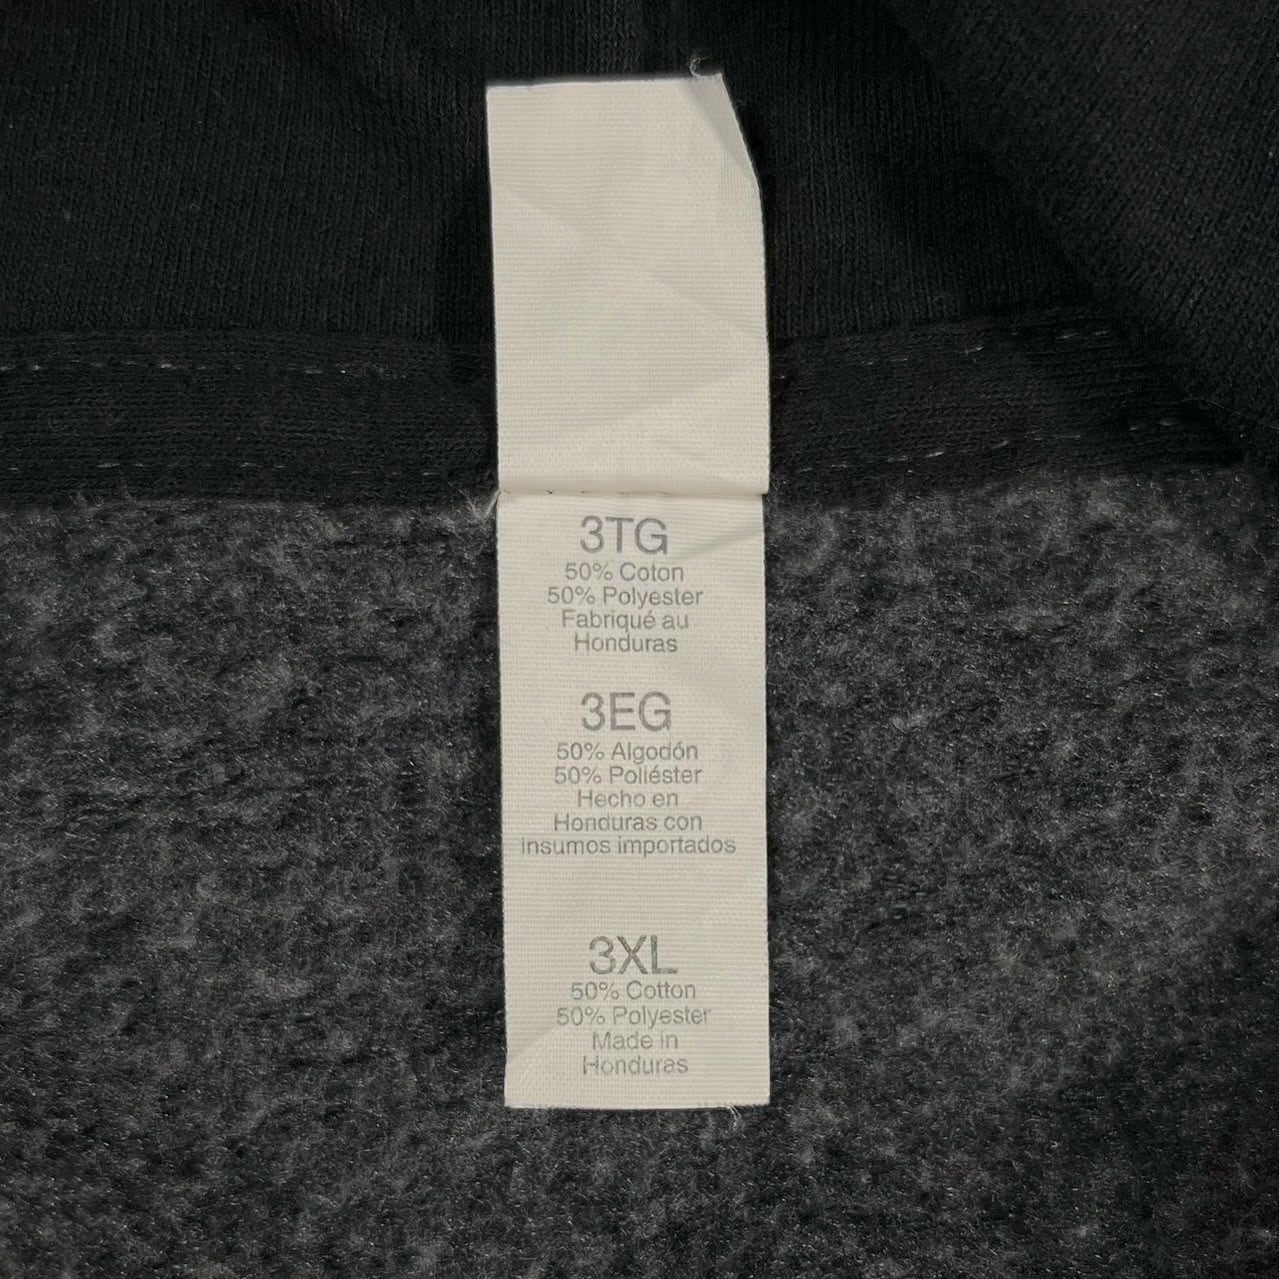 3TG
50% Coton
50% Polyester
Fabriqué au
Honduras
3EG
50% Algodón
50% Poliéster
Hecho en
Honduras con
insumos importados
3XL
50% Cotton
50% Polyester
Made in
Honduras